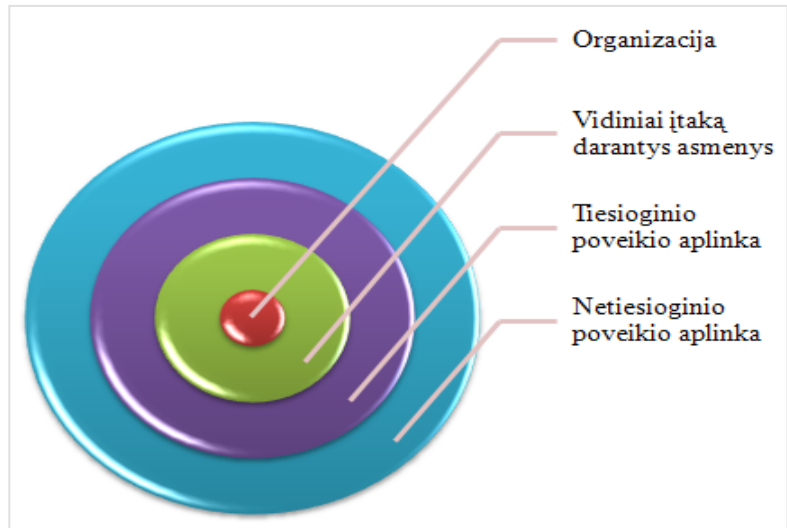 Organizacija
Vidiniai įtaką
darantys asmenys
Tiesioginio
poveikio aplinka
Netiesioginio
poveikio aplinka